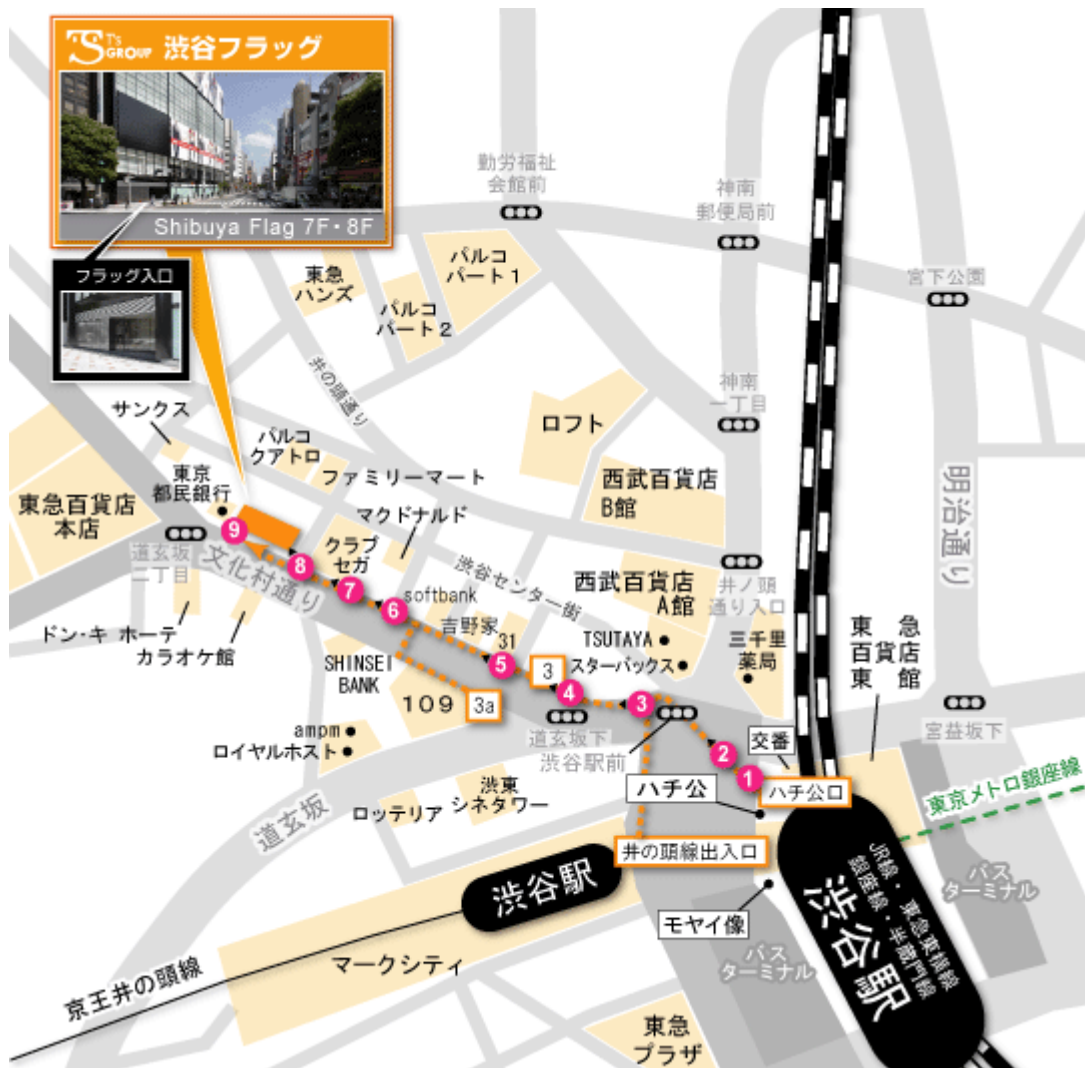 T's
GROUP 渋谷フラッグ
Shibuya Flag 7F・8F
フラッグ入口
勤労福祉
会館前
神南
郵便局前
宮下公園
東急
ハンズ
パルコ
パート1
パルコ
パート2
井の頭通り
神南
一丁目
ロフト
サンクス
パルコ
クアトロ
ファミリーマート
西武百貨店
B館
明治通り
東急百貨店
本店
東京
都民銀行
マクドナルド
9
道玄坂
二丁目
文化村通り
8
クラブ
セガ
7
6
softbank
渋谷センター街
西武百貨店
A館
井ノ頭
通り入口
ドン・キ ホーテ
カラオケ館
吉野家
31
5
TSUTAYA
スターバックス
三千里
薬局
東 急
百貨店
東 館
SHINSEI
BANK
109
3a
3
4
3
道玄坂下
渋谷駅前
2
1
交番
宮益坂下
ampm
ロイヤルホスト
ハチ公
ハチ公口
道玄坂
ロッテリア
渋東
シネタワー
東京メトロ銀座線
井の頭線出入口
渋谷駅
モヤイ像
バス
ターミナル
バス
ターミナル
JR線・東急東横線
銀座線・半蔵門線
渋谷駅
京王井の頭線
マークシティ
東急
プラザ